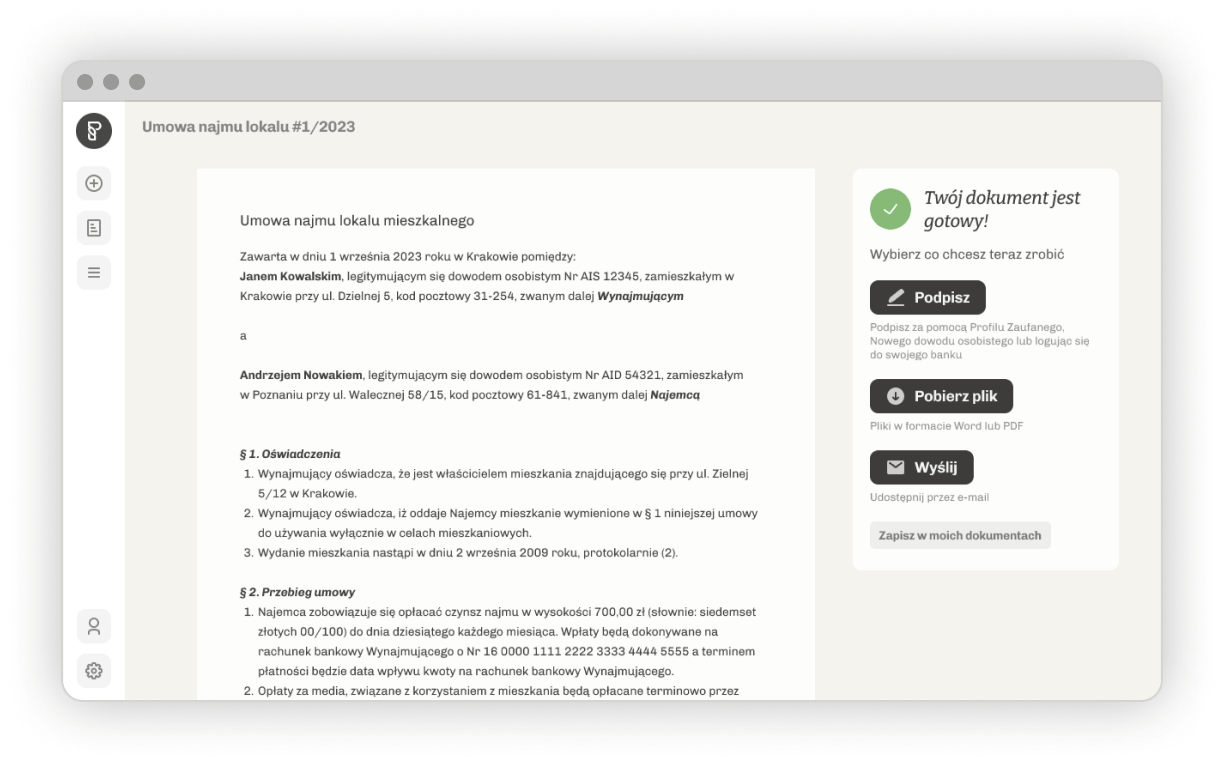 Umowa najmu lokalu #1/2023
Umowa najmu lokalu mieszkalnego
Zawarta w dniu 1 września 2023 roku w Krakowie pomiędzy:
Janem Kowalskim, legitymującym się dowodem osobistym Nr AIS 12345, zamieszkałym w
Krakowie przy ul. Dzielnej 5, kod pocztowy 31-254, zwanym dalej Wynajmującym
a
Andrzejem Nowakiem, legitymującym się dowodem osobistym Nr AID 54321, zamieszkałym
w Poznaniu przy ul. Walecznej 58/15, kod pocztowy 61-841, zwanym dalej Najemcą
§ 1. Oświadczenia
1. Wynajmujący oświadcza, że jest właścicielem mieszkania znajdującego się przy ul. Zielnej
5/12 w Krakowie.
2. Wynajmujący oświadcza, iż oddaje Najemcy mieszkanie wymienione w § 1 niniejszej umowy
do używania wyłącznie w celach mieszkaniowych.
3. Wydanie mieszkania nastąpi w dniu 2 września 2009 roku, protokolarnie (2).
§ 2. Przebieg umowy
1. Najemca zobowiązuje się opłacać czynsz najmu w wysokości 700,00 zł (słownie: siedemset
złotych 00/100) do dnia dziesiątego każdego miesiąca. Wpłaty będą dokonywane na
rachunek bankowy Wynajmującego o Nr 16 0000 1111 2222 3333 4444 5555 a terminem
płatności będzie data wpływu kwoty na rachunek bankowy Wynajmującego.
2. Opłaty za media, związane z korzystaniem z mieszkania będą opłacane terminowo przez
Twój dokument jest
gotowy!
Wybierz co chcesz teraz zrobić
Podpisz
Podpisz za pomocą Profilu Zaufanego,
Nowego dowodu osobistego lub logując się
do swojego banku
Pobierz plik
Pliki w formacie Word lub PDF
Wyślij
Udostępnij przez e-mail
Zapisz w moich dokumentach